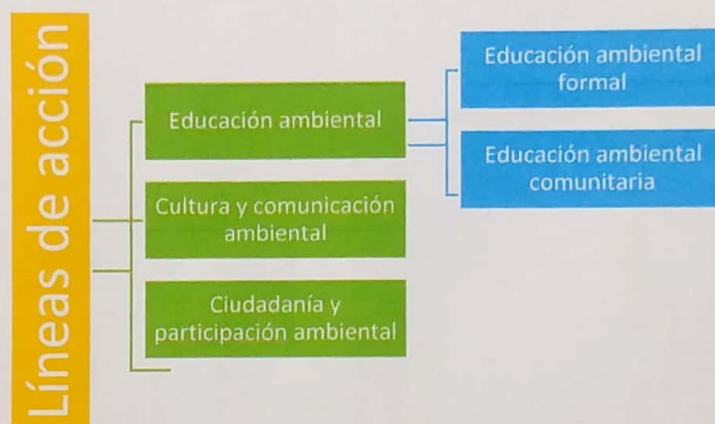 Líneas de acción
Educación ambiental
Cultura y comunicación
ambiental
Ciudadanía y
participación ambiental
Educación ambiental
formal
Educación ambiental
comunitaria